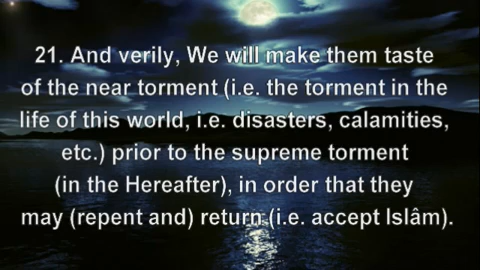 21. And verily, We will make them taste
of the near torment (i.e. the torment in the
life of this world, i.e. disasters, calamities,
etc.) prior to the supreme torment
(in the Hereafter), in order that they
may (repent and) return (i.e. accept Islâm).